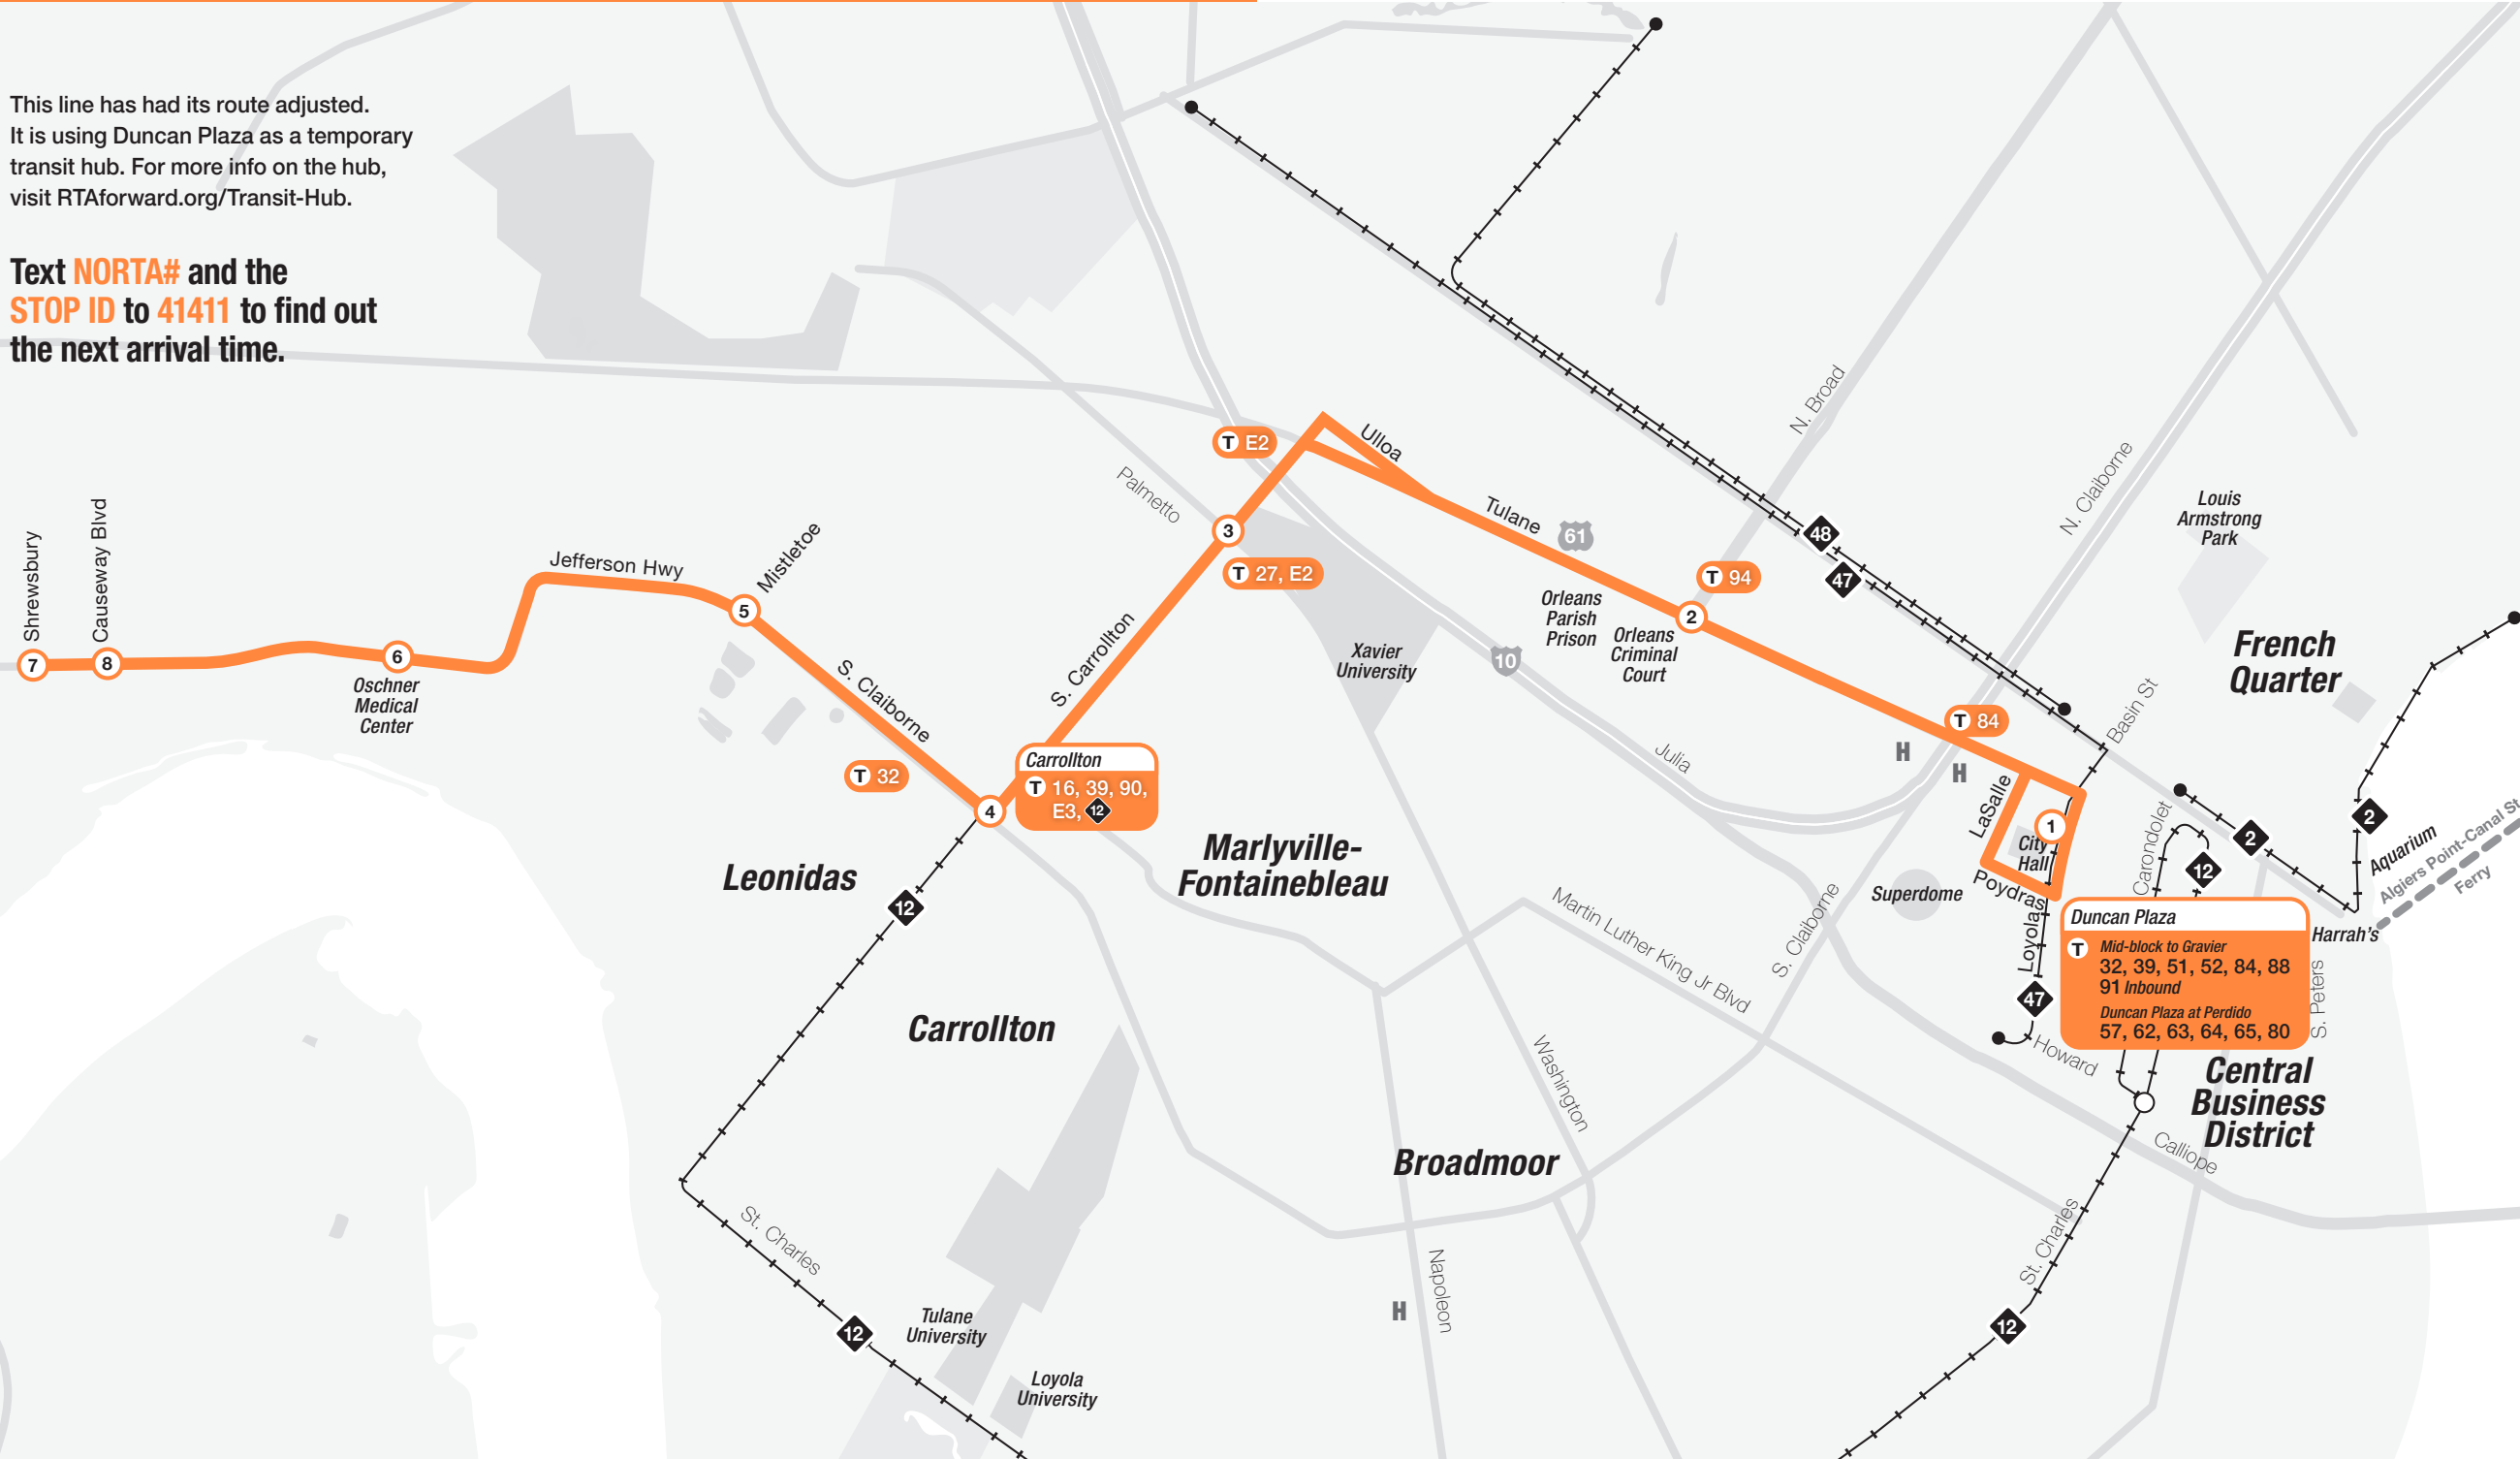 This line has had its route adjusted.
It is using Duncan Plaza as a temporary
transit hub. For more info on the hub,
visit RTAforward.org/Transit-Hub.
Text NORTA# and the
STOP ID to 41411 to find out
the next arrival time.
Shrewsbury
Causeway Blvd
7
8
6
Oschner
Medical
Center
Jefferson Hwy
5
Mistletoe
S. Claiborne
T 32
4
Carrollton
T 16, 39, 90,
E3, 12
S. Carrollton
3
T 27, E2
T E2
Palmetto
Ulloa
Tulane
61
10
Xavier
University
Orleans
Parish
Prison
Orleans
Criminal
Court
2
T 94
N. Broad
48
47
N. Claiborne
Louis
Armstrong
Park
French
Quarter
Basin St
T 84
H
H
Julia
LaSalle
1
City
Hall
Poydras
Superdome
Loyola
47
Howard
Carondolet
12
2
2
Aquarium
Algiers Point-Canal St
Ferry
Harrah's
S. Peters
Duncan Plaza
T Mid-block to Gravier
32, 39, 51, 52, 84, 88
91 Inbound
Duncan Plaza at Perdido
57, 62, 63, 64, 65, 80
Central
Business
District
Calliope
St. Charles
12
S. Claiborne
Martin Luther King Jr Blvd
Washington
Marlyville-
Fontainebleau
Leonidas
12
Carrollton
Broadmoor
Napoleon
H
St. Charles
12
Tulane
University
Loyola
University